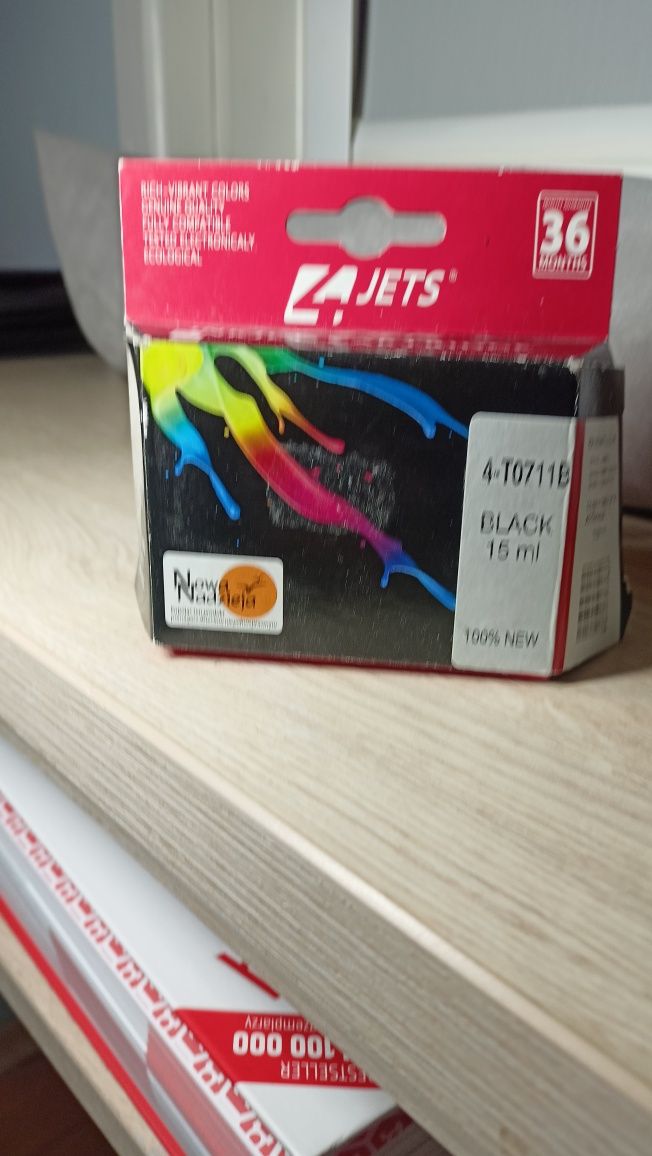 RICH-VIBRANT COLORS
GENUINE QUALITY
FULLY COMPATIBLE
TESTED ELECTRONICALY
ECOLOGICAL
36
MONTHS
4JETS®
4-T0711B
BLACK
15 ml
100% NEW
Nowa
Nadzieja
BESTSELLER
100 000